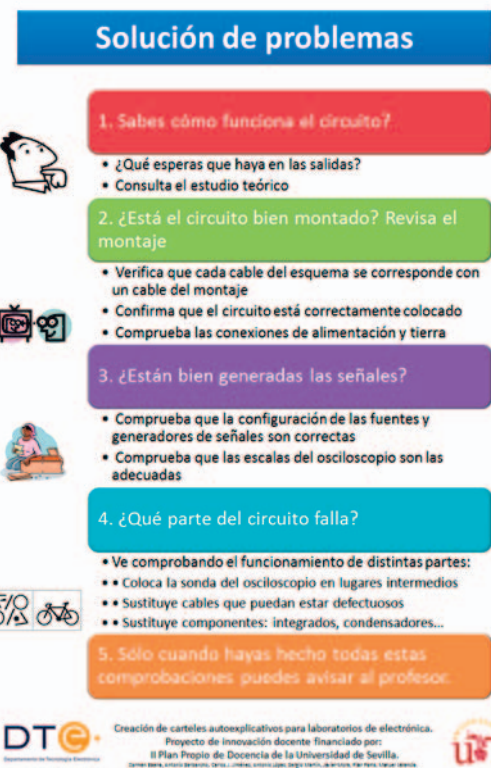 Solución de problemas
1. Sabes cómo funciona el circuito?
• ¿Qué esperas que haya en las salidas?
• Consulta el estudio teórico
2. ¿Está el circuito bien montado? Revisa el
montaje
• Verifica que cada cable del esquema se corresponde con
un cable del montaje
• Confirma que el circuito está correctamente colocado
• Comprueba las conexiones de alimentación y tierra
3. ¿Están bien generadas las señales?
• Comprueba que la configuración de las fuentes y
generadores de señales son correctas
• Comprueba que las escalas del osciloscopio son las
adecuadas
4. ¿Qué parte del circuito falla?
• Ve comprobando el funcionamiento de distintas partes:
• • Coloca la sonda del osciloscopio en lugares intermedios
• • Sustituye cables que puedan estar defectuosos
• • Sustituye componentes: integrados, condensadores...
5. Sólo cuando hayas hecho todas estas
comprobaciones puedes avisar al profesor.
DTe
Departamento de Tecnología Electrónica
Creación de carteles autoexplicativos para laboratorios de electrónica.
Proyecto de innovación docente financiado por:
II Plan Propio de Docencia de la Universidad de Sevilla.